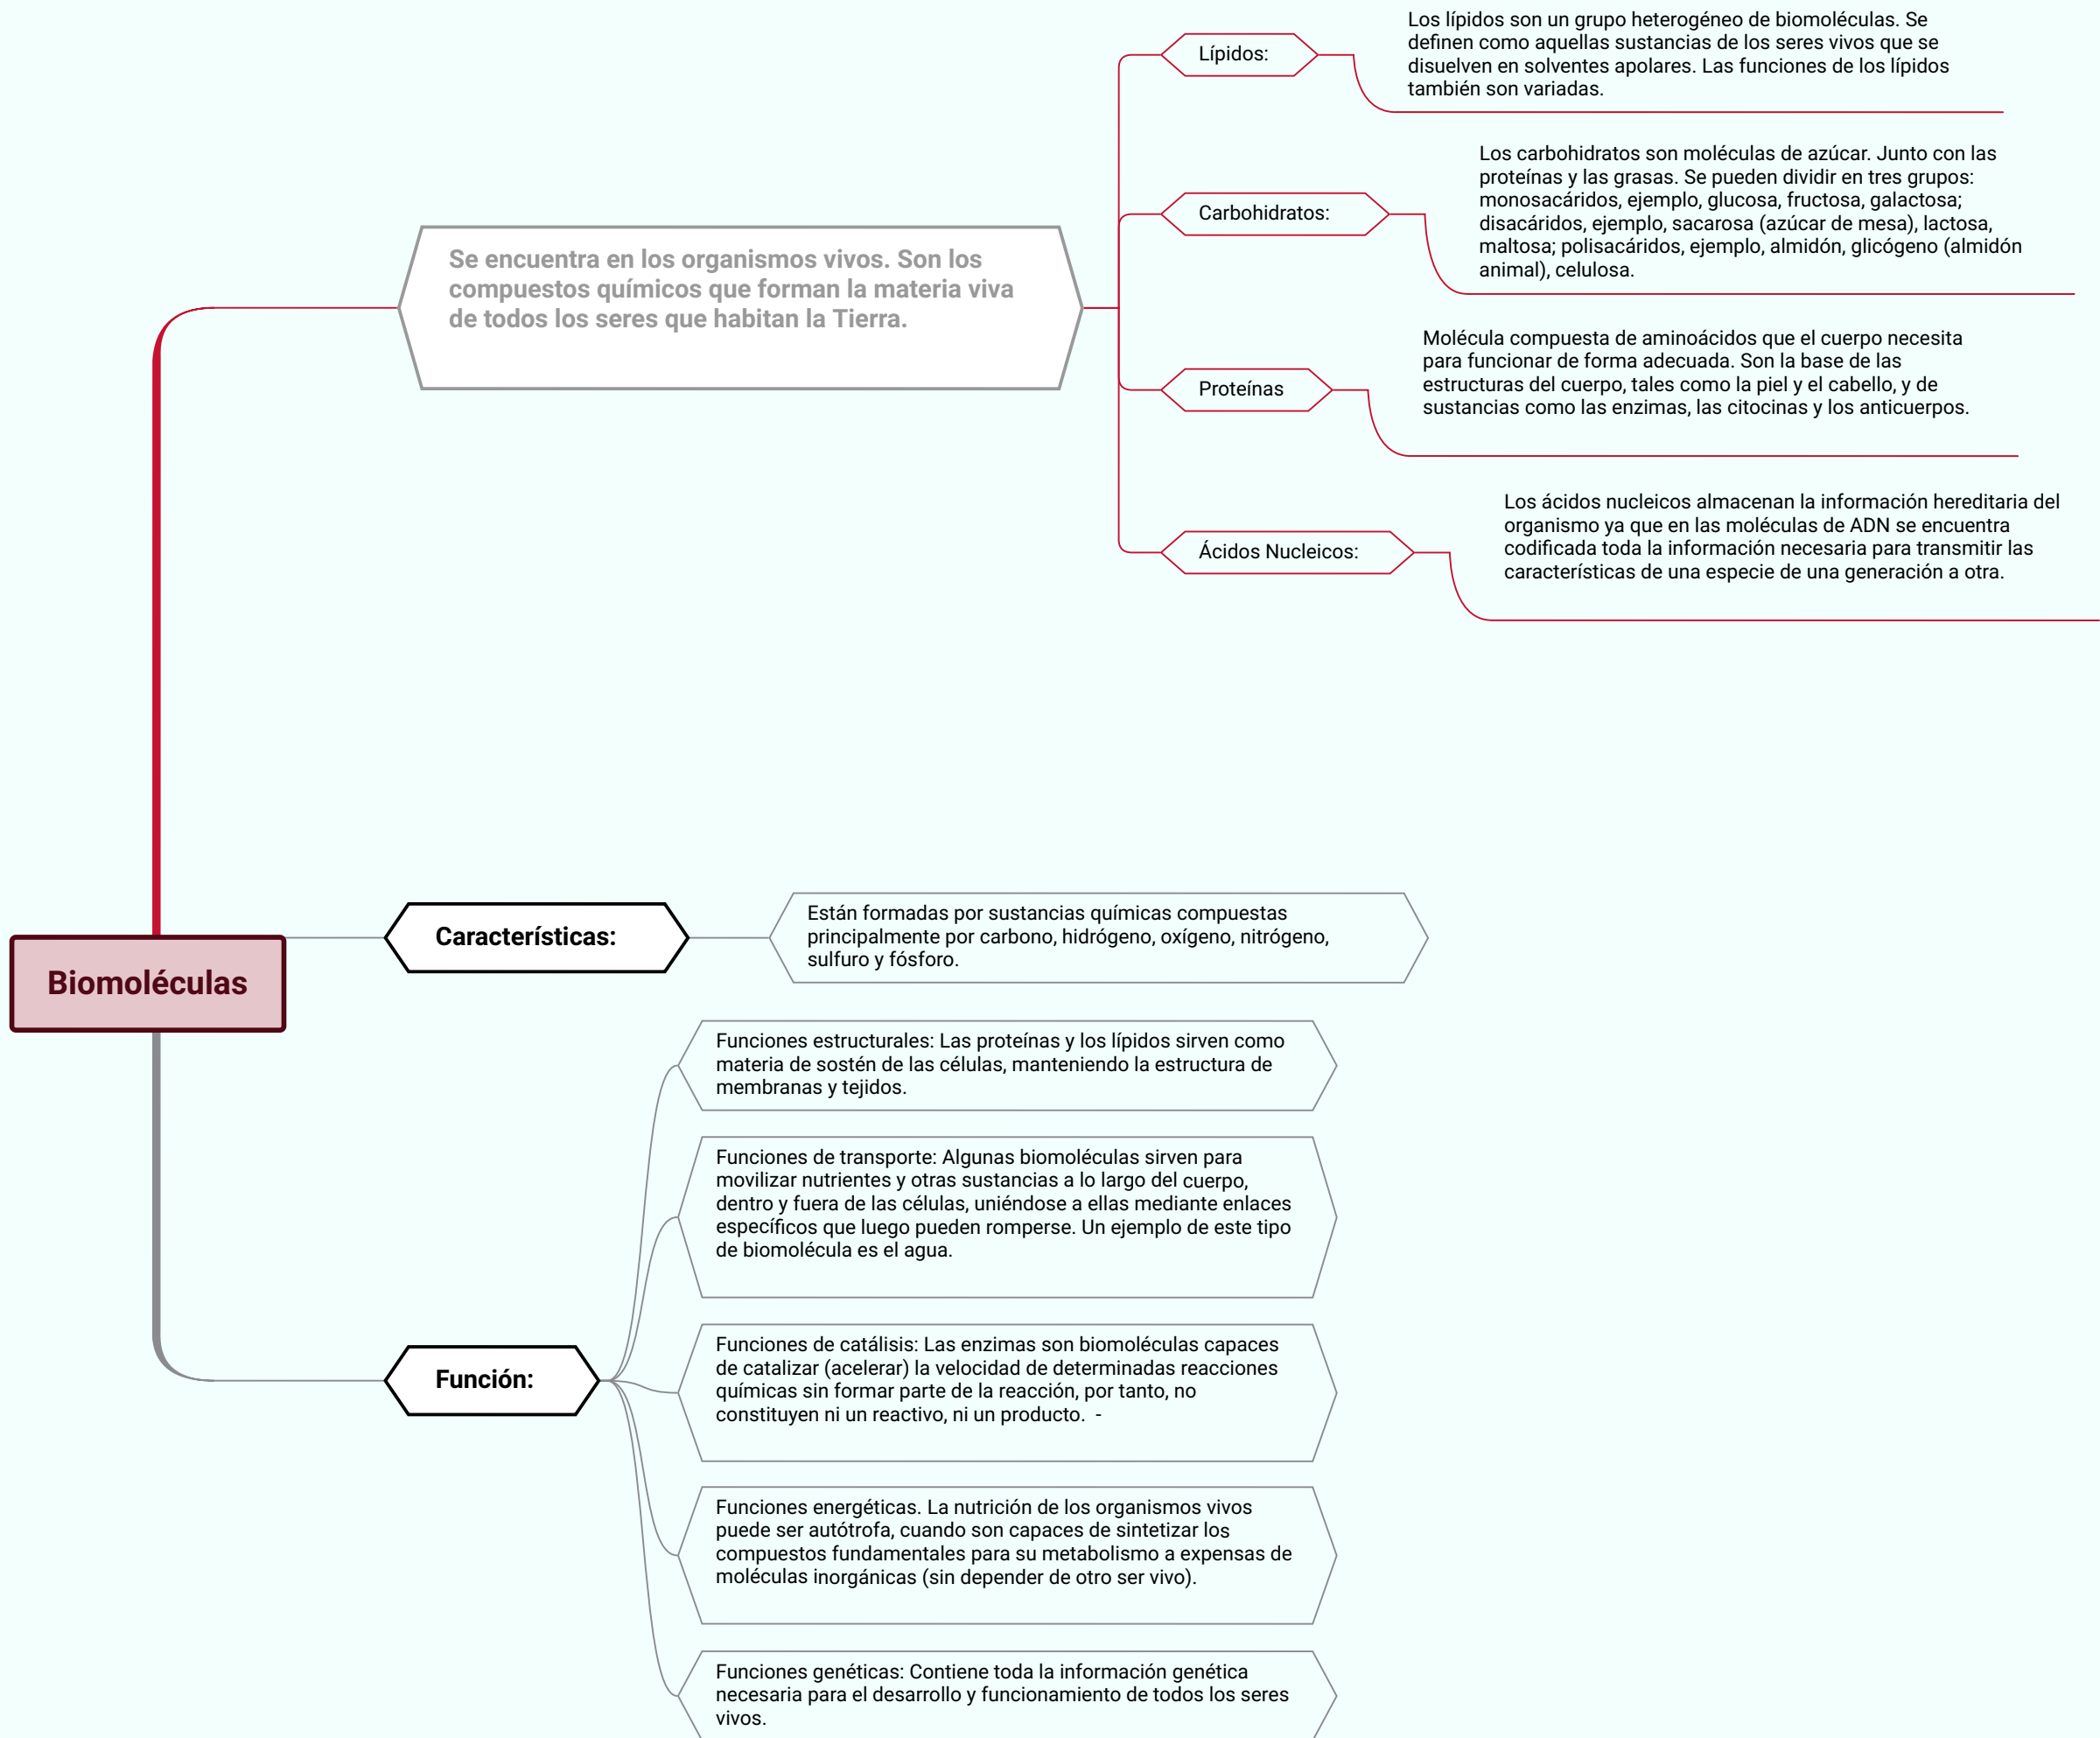 Biomoléculas
Se encuentra en los organismos vivos. Son los
compuestos químicos que forman la materia viva
de todos los seres que habitan la Tierra.
Lípidos:
Los lípidos son un grupo heterogéneo de biomoléculas. Se
definen como aquellas sustancias de los seres vivos que se
disuelven en solventes apolares. Las funciones de los lípidos
también son variadas.
Carbohidratos:
Los carbohidratos son moléculas de azúcar. Junto con las
proteínas y las grasas. Se pueden dividir en tres grupos:
monosacáridos, ejemplo, glucosa, fructosa, galactosa;
disacáridos, ejemplo, sacarosa (azúcar de mesa), lactosa,
maltosa; polisacáridos, ejemplo, almidón, glicógeno (almidón
animal), celulosa.
Proteínas
Molécula compuesta de aminoácidos que el cuerpo necesita
para funcionar de forma adecuada. Son la base de las
estructuras del cuerpo, tales como la piel y el cabello, y de
sustancias como las enzimas, las citocinas y los anticuerpos.
Ácidos Nucleicos:
Los ácidos nucleicos almacenan la información hereditaria del
organismo ya que en las moléculas de ADN se encuentra
codificada toda la información necesaria para transmitir las
características de una especie de una generación a otra.
Características:
Están formadas por sustancias químicas compuestas
principalmente por carbono, hidrógeno, oxígeno, nitrógeno,
sulfuro y fósforo.
Función:
Funciones estructurales: Las proteínas y los lípidos sirven como
materia de sostén de las células, manteniendo la estructura de
membranas y tejidos.
Funciones de transporte: Algunas biomoléculas sirven para
movilizar nutrientes y otras sustancias a lo largo del cuerpo,
dentro y fuera de las células, uniéndose a ellas mediante enlaces
específicos que luego pueden romperse. Un ejemplo de este tipo
de biomolécula es el agua.
Funciones de catálisis: Las enzimas son biomoléculas capaces
de catalizar (acelerar) la velocidad de determinadas reacciones
químicas sin formar parte de la reacción, por tanto, no
constituyen ni un reactivo, ni un producto.  -
Funciones energéticas. La nutrición de los organismos vivos
puede ser autótrofa, cuando son capaces de sintetizar los
compuestos fundamentales para su metabolismo a expensas de
moléculas inorgánicas (sin depender de otro ser vivo).
Funciones genéticas: Contiene toda la información genética
necesaria para el desarrollo y funcionamiento de todos los seres
vivos.